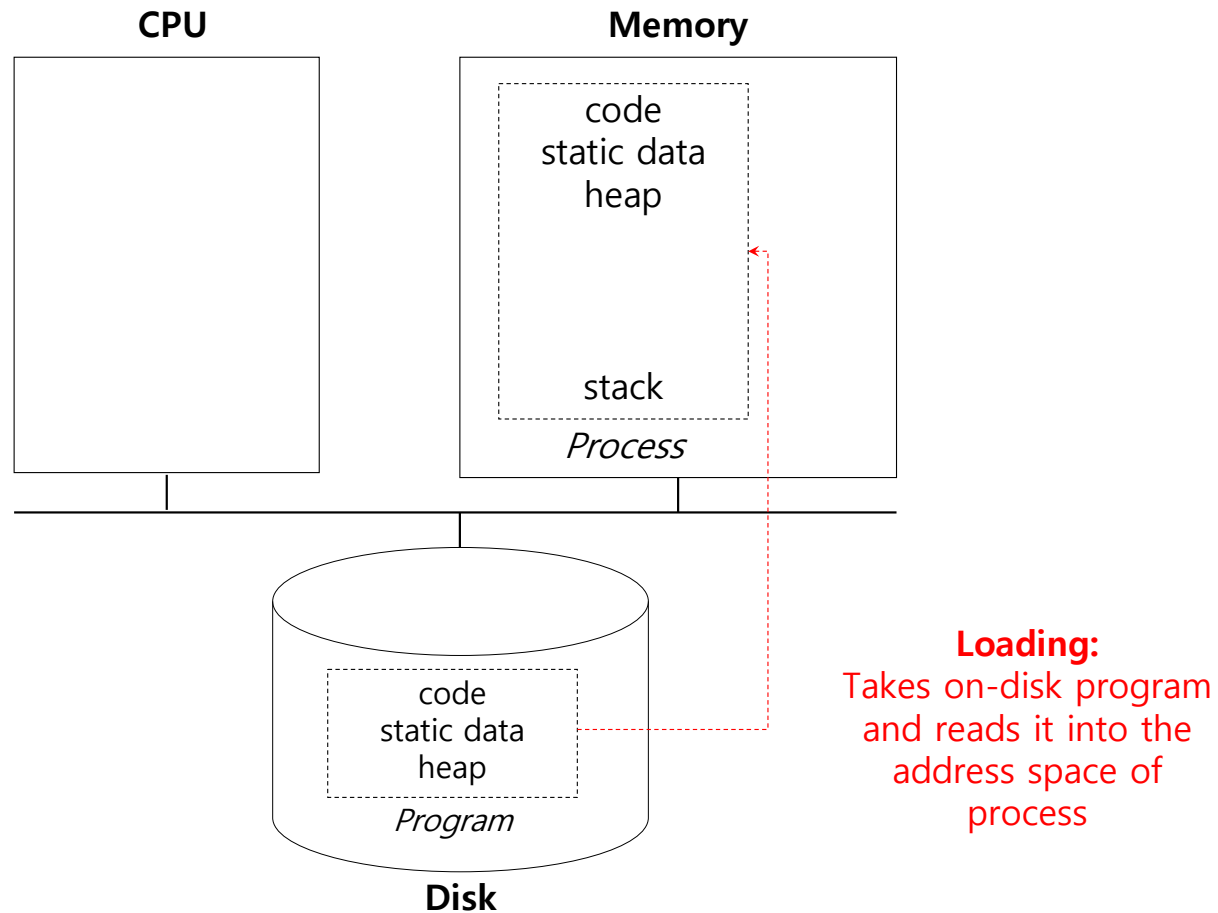 CPU
Memory
code
static data
heap
stack
Process
code
static data
heap
Program
Disk
Loading:
Takes on-disk program
and reads it into the
address space of
process